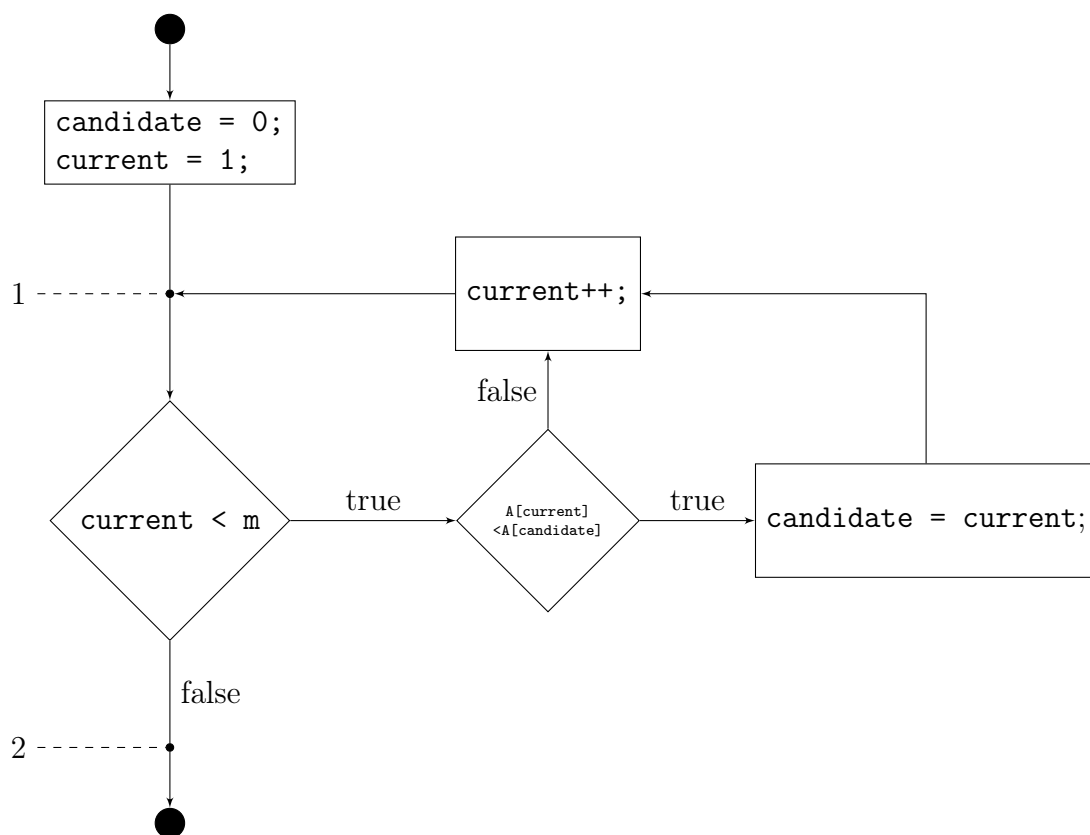 candidate = 0;
current = 1;
1
current++;
false
current < m
true
A[current]
<A[candidate]
true
candidate = current;
false
2